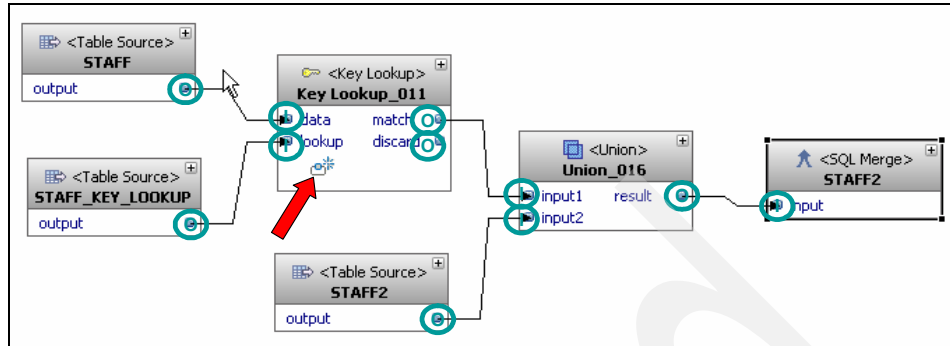 <Table Source>
STAFF
output
<Key Lookup>
Key Lookup_011
data match
lookup discard
<Table Source>
STAFF_KEY_LOOKUP
output
<Union>
Union_016
input1 result
input2
<SQL Merge>
STAFF2
input
<Table Source>
STAFF2
output